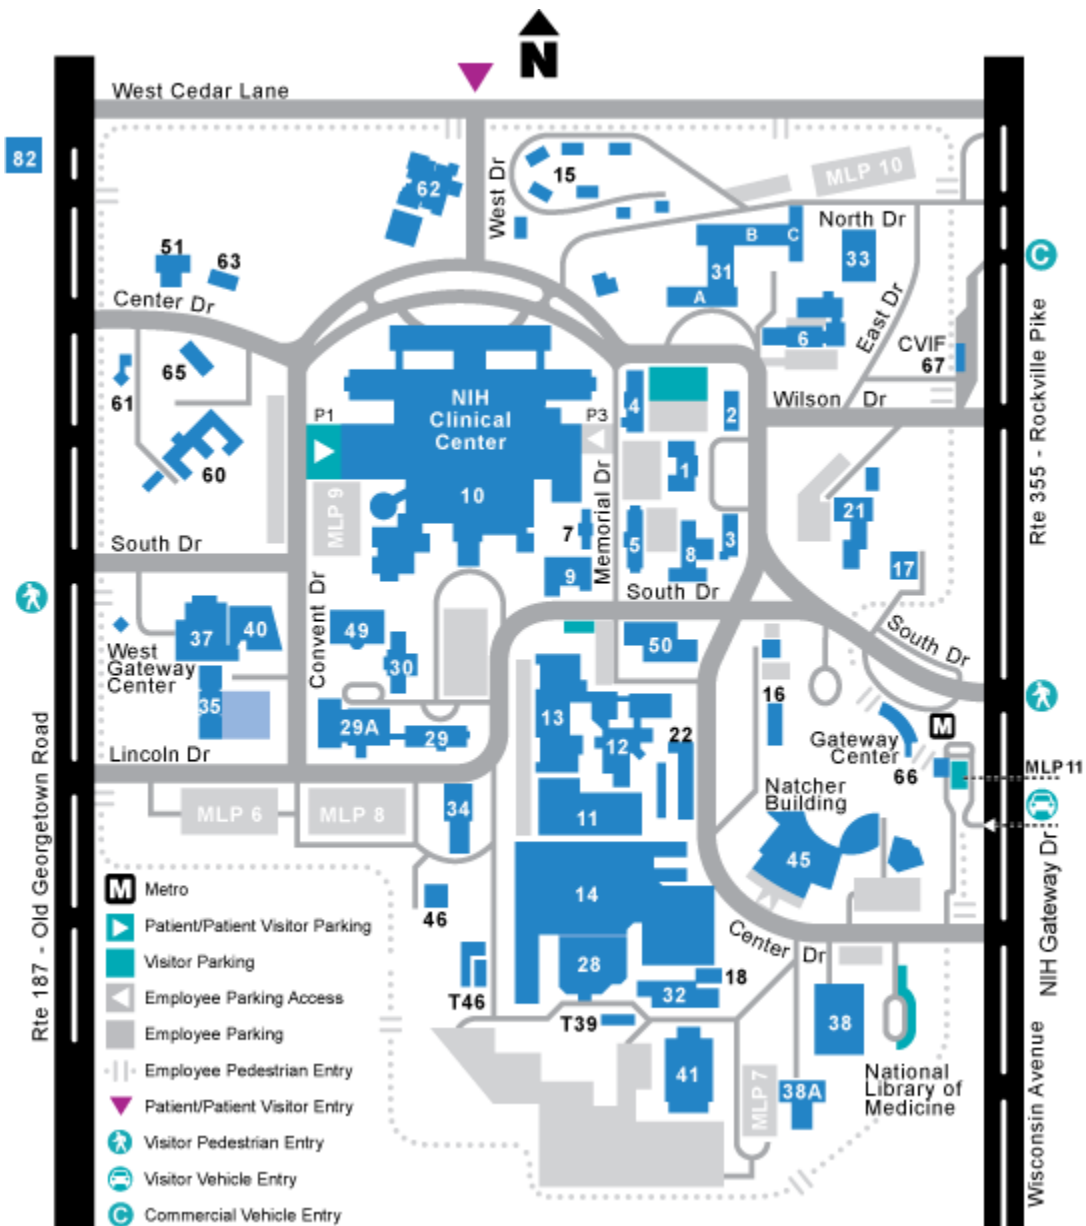 N
West Cedar Lane
82
62
West Dr
15
MLP 10
North Dr
B
C
31
A
33
C
51
63
Center Dr
6
East Dr
CVIF
67
Rte 355 - Rockville Pike
65
61
60
NIH
Clinical
Center
10
P1
P3
4
2
Wilson Dr
1
MLP 9
7
Memorial Dr
5
8
3
9
21
17
South Dr
South Dr
South Dr
37
40
West
Gateway
Center
35
Convent Dr
49
30
50
16
29A
29
13
12
22
M
Gateway
Center
66
MLP 11
Lincoln Dr
MLP 6
MLP 8
34
11
Natcher
Building
45
46
14
Center Dr
NIH Gateway Dr
Rte 187 - Old Georgetown Road
28
18
32
T46
T39
38
41
MLP 7
38A
National
Library of
Medicine
Wisconsin Avenue
M Metro
Patient/Patient Visitor Parking
Visitor Parking
Employee Parking Access
Employee Parking
Employee Pedestrian Entry
Patient/Patient Visitor Entry
Visitor Pedestrian Entry
Visitor Vehicle Entry
C Commercial Vehicle Entry